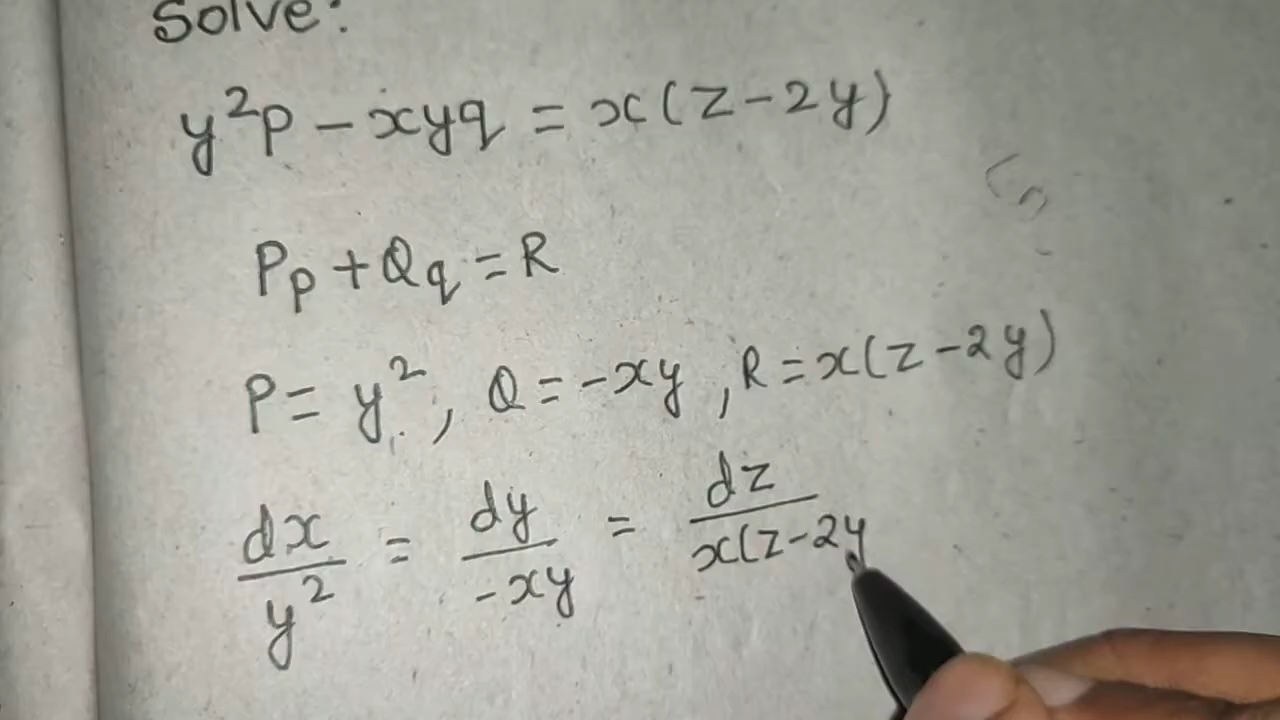 Solve:
y²p - xyq = x(z-2y)
Pp + Qq = R
P = y², Q = -xy, R = x(z-2y)
dx/y² = dy/-xy = dz/x(z-2y